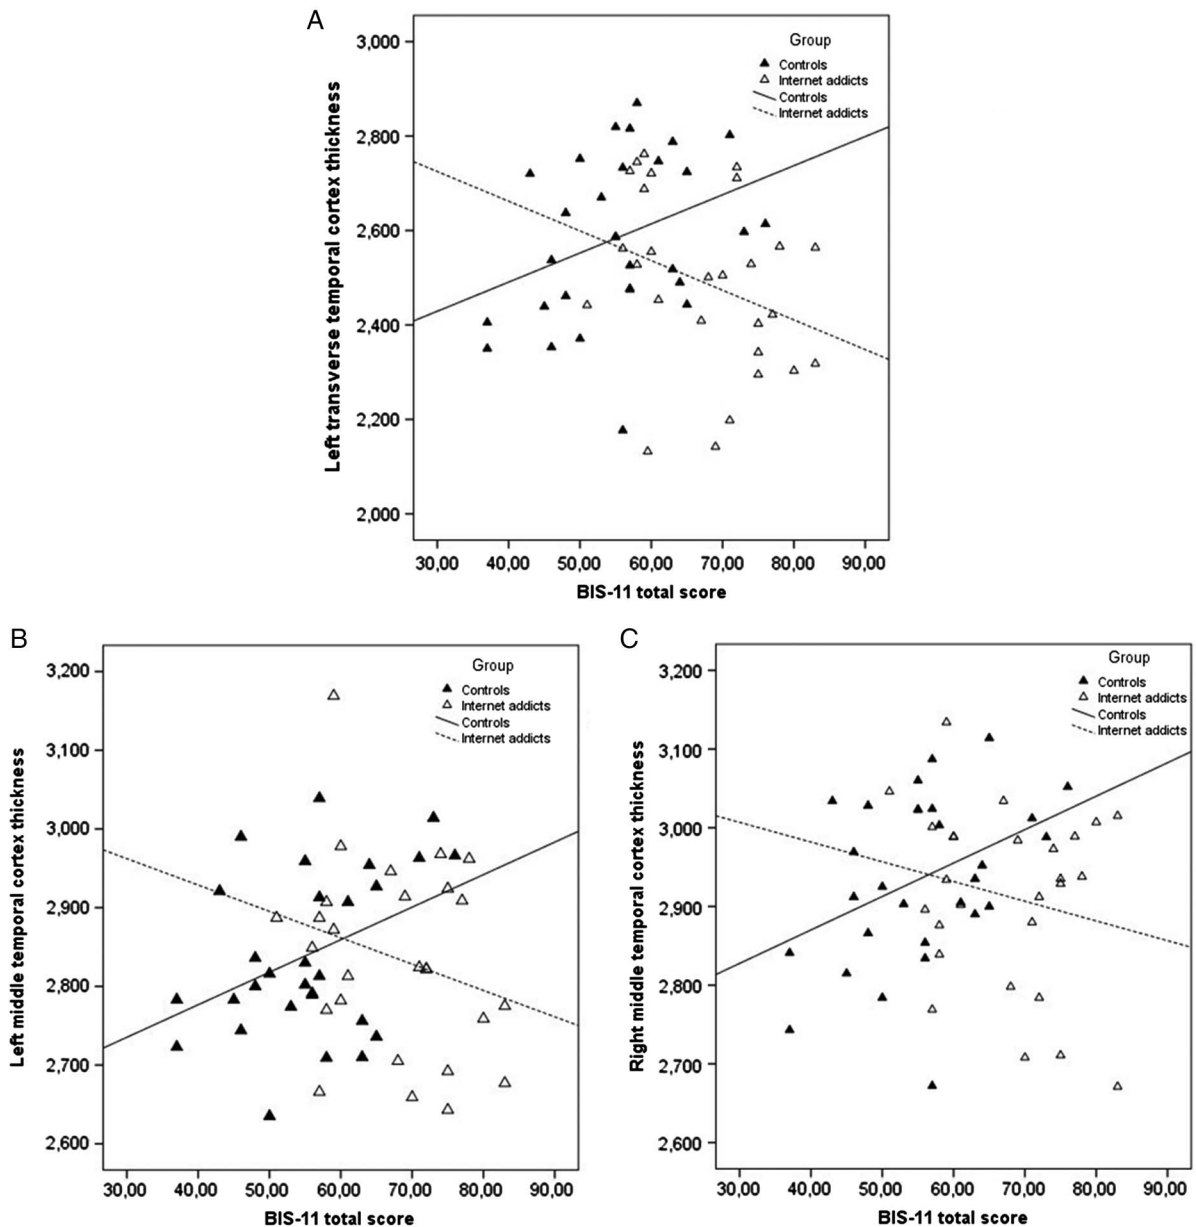 A
Group
Controls
Internet addicts
Controls
Internet addicts
Left transverse temporal cortex thickness
3,000
2,800
2,600
2,400
2,200
2,000
30,00 40,00 50,00 60,00 70,00 80,00 90,00
BIS-11 total score
B
Group
Controls
Internet addicts
Controls
Internet addicts
Left middle temporal cortex thickness
3,200
3,100
3,000
2,900
2,800
2,700
2,600
30,00 40,00 50,00 60,00 70,00 80,00 90,00
BIS-11 total score
C
Group
Controls
Internet addicts
Controls
Internet addicts
Right middle temporal cortex thickness
3,200
3,100
3,000
2,900
2,800
2,700
2,600
30,00 40,00 50,00 60,00 70,00 80,00 90,00
BIS-11 total score